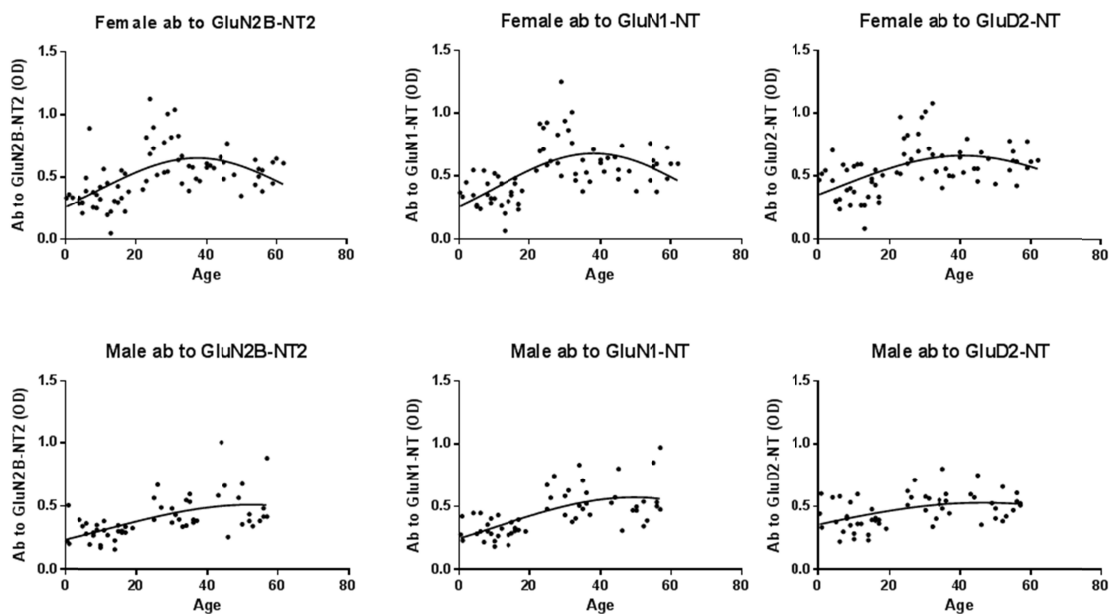 Female ab to GluN2B-NT2
Female ab to GluN1-NT
Female ab to GluD2-NT
Ab to GluN2B-NT2 (OD)
1.5
1.0
0.5
0.0
0 20 40 60 80
Age
Ab to GluN1-NT (OD)
1.5
1.0
0.5
0.0
0 20 40 60 80
Age
Ab to GluD2-NT (OD)
1.5
1.0
0.5
0.0
0 20 40 60 80
Age
Male ab to GluN2B-NT2
Male ab to GluN1-NT
Male ab to GluD2-NT
Ab to GluN2B-NT2 (OD)
1.5
1.0
0.5
0.0
0 20 40 60 80
Age
Ab to GluN1-NT (OD)
1.5
1.0
0.5
0.0
0 20 40 60 80
Age
Ab to GluD2-NT (OD)
1.5
1.0
0.5
0.0
0 20 40 60 80
Age